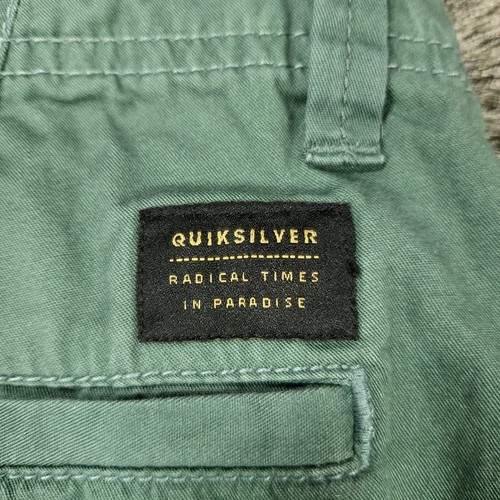 QUIKSILVER
RADICAL TIMES
IN PARADISE